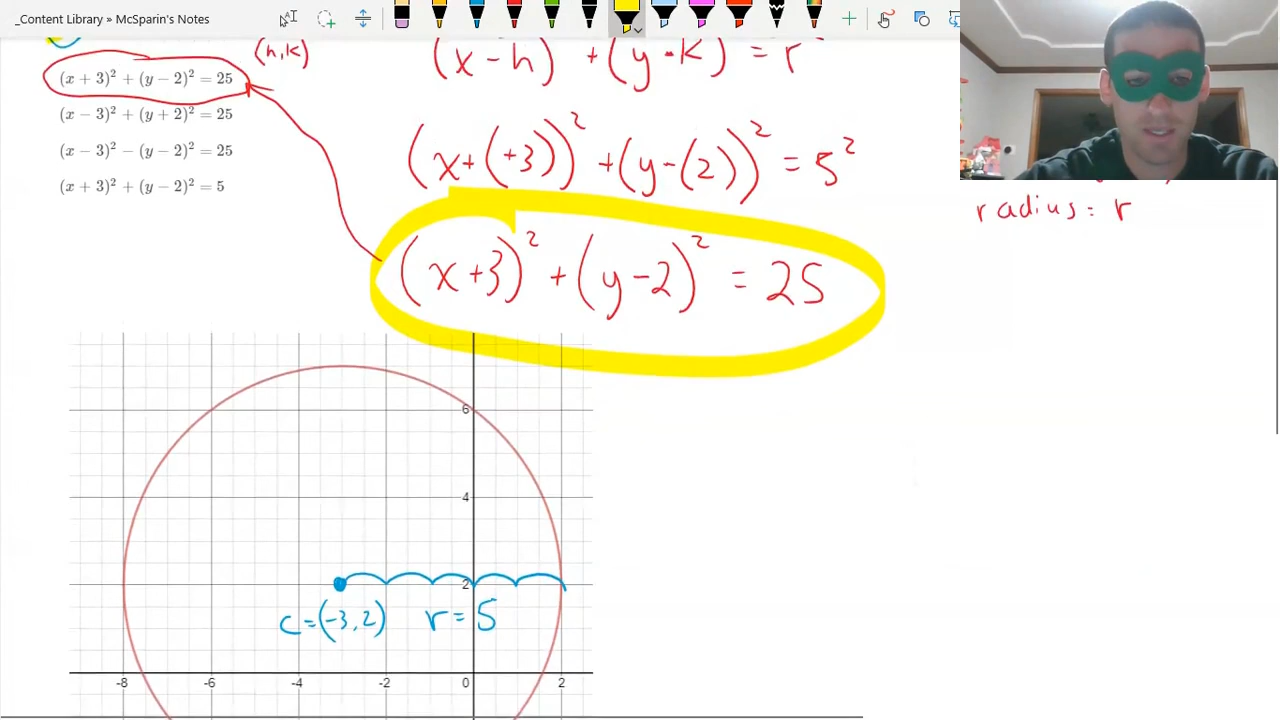 _Content Library » McSparin's Notes
(h,k)
(x – h) + (y - k) = r²
(x + 3)² + (y − 2)² = 25
(x − 3)² + (y + 2)² = 25
(x − 3)² − (y − 2)² = 25
(x + 3)² + (y − 2)² = 5
(x+(+3))² +(y-(2))² = 5²
radius: r
(x+3)² + (y-2)² = 25
6
4
2
c=(-3,2) r=5
-8 -6 -4 -2 0 2